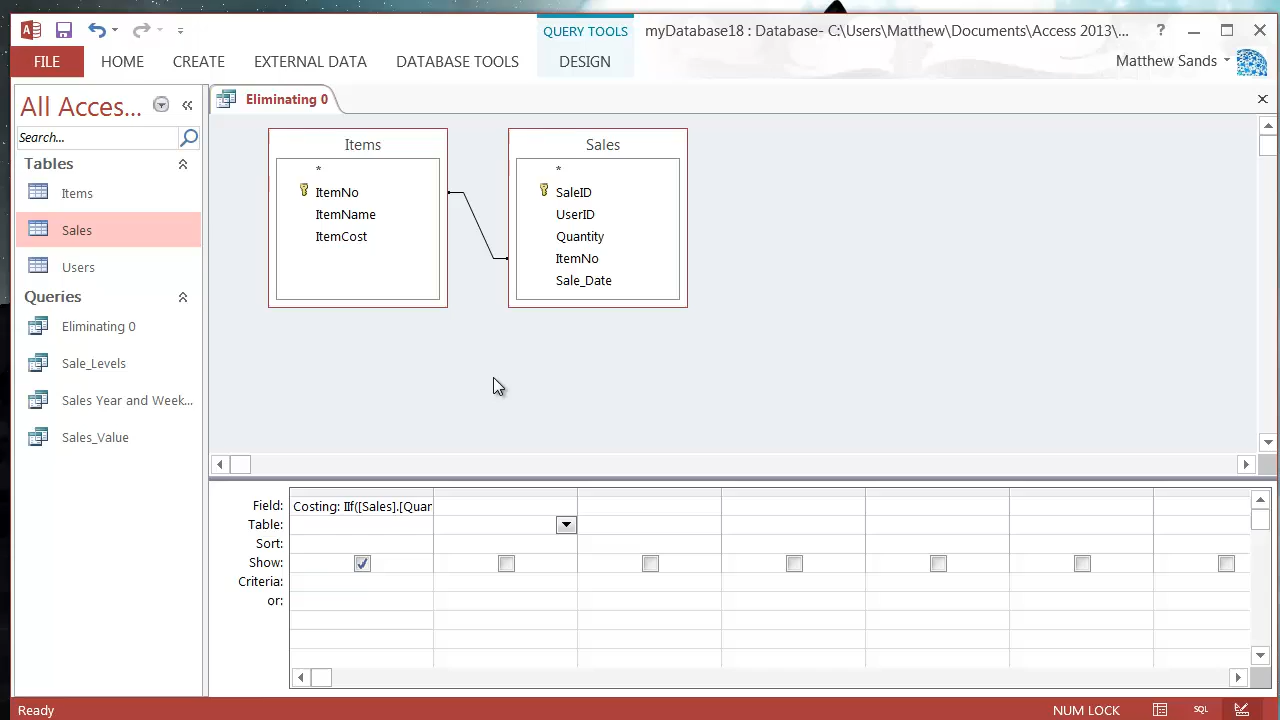 QUERY TOOLS
myDatabase18 : Database- C:\Users\Matthew\Documents\Access 2013\...
?
FILE
HOME
CREATE
EXTERNAL DATA
DATABASE TOOLS
DESIGN
Matthew Sands
All Acces...
Search...
Tables
Items
Sales
Users
Queries
Eliminating 0
Sale_Levels
Sales Year and Week...
Sales_Value
Eliminating 0
Items
*
ItemNo
ItemName
ItemCost
Sales
*
SaleID
UserID
Quantity
ItemNo
Sale_Date
Field: Costing: IIf([Sales].[Quar
Table:
Sort:
Show:
Criteria:
or:
Ready
NUM LOCK
SQL